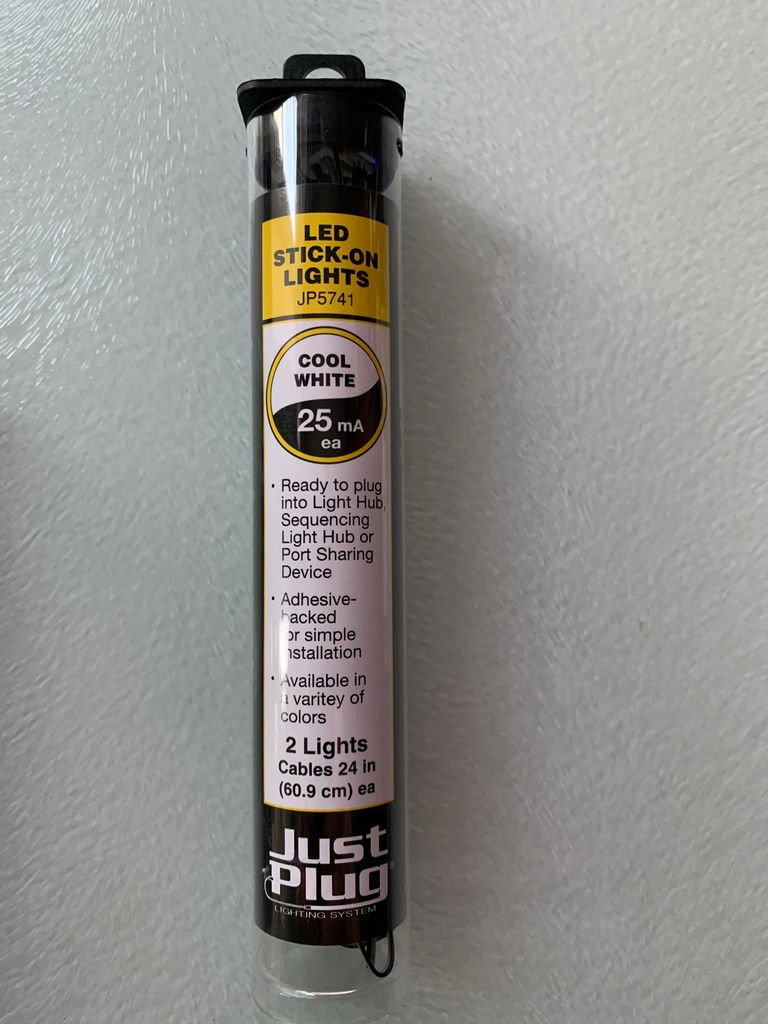 LED
STICK-ON
LIGHTS
JP5741
COOL
WHITE
25 mA
ea
• Ready to plug
into Light Hub,
Sequencing
Light Hub or
Port Sharing
Device
• Adhesive-
backed
for simple
installation
• Available in
a varitey of
colors
2 Lights
Cables 24 in
(60.9 cm) ea
Just
Plug®
LIGHTING SYSTEM